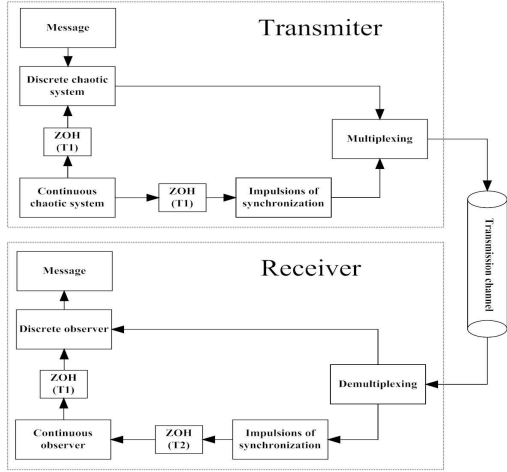 Transmiter
Message
Discrete chaotic
system
ZOH
(T1)
Multiplexing
Continuous
chaotic system
ZOH
(T1)
Impulsions of
synchronization
Transmission channel
Receiver
Message
Discrete observer
ZOH
(T1)
Demultiplexing
Continuous
observer
ZOH
(T2)
Impulsions of
synchronization